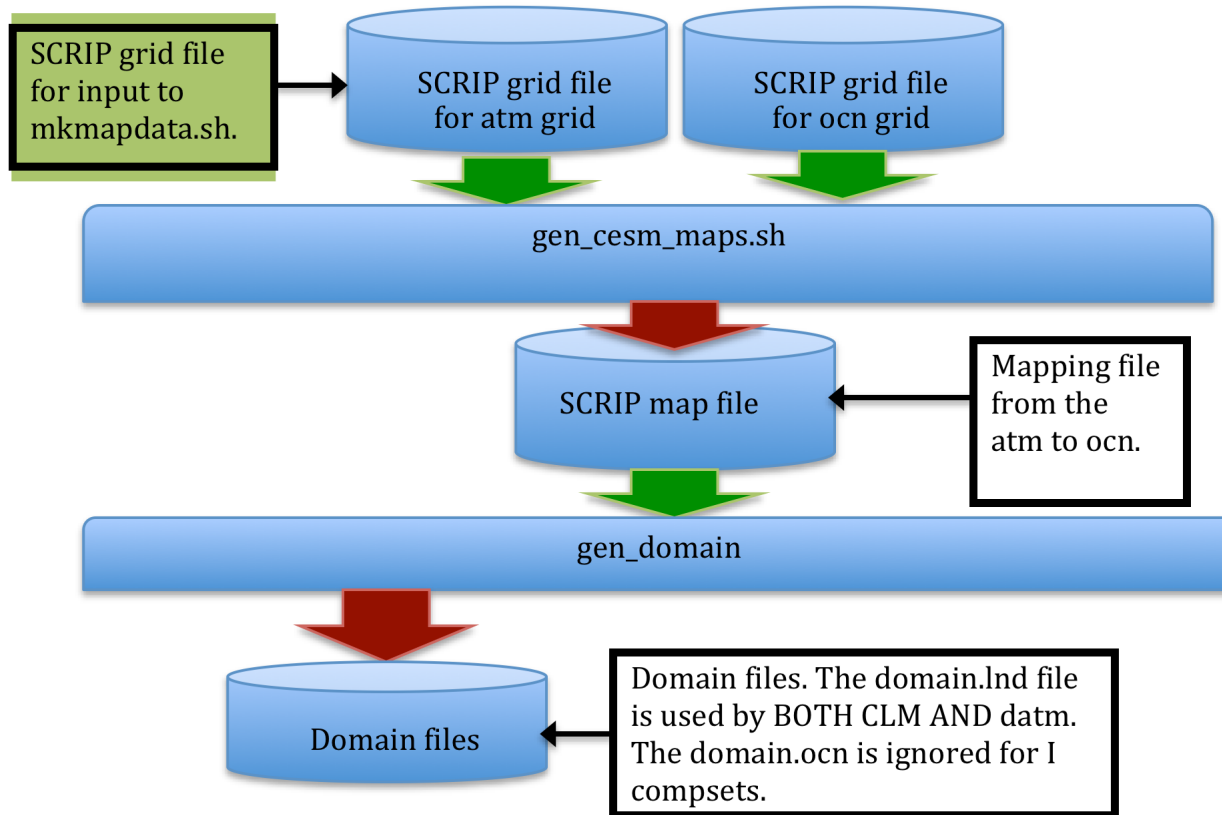 SCRIP grid file
for input to
mkmapdata.sh.
SCRIP grid file
for atm grid
SCRIP grid file
for ocn grid
gen_cesm_maps.sh
SCRIP map file
Mapping file
from the
atm to ocn.
gen_domain
Domain files
Domain files. The domain.lnd file
is used by BOTH CLM AND datm.
The domain.ocn is ignored for I
compsets.